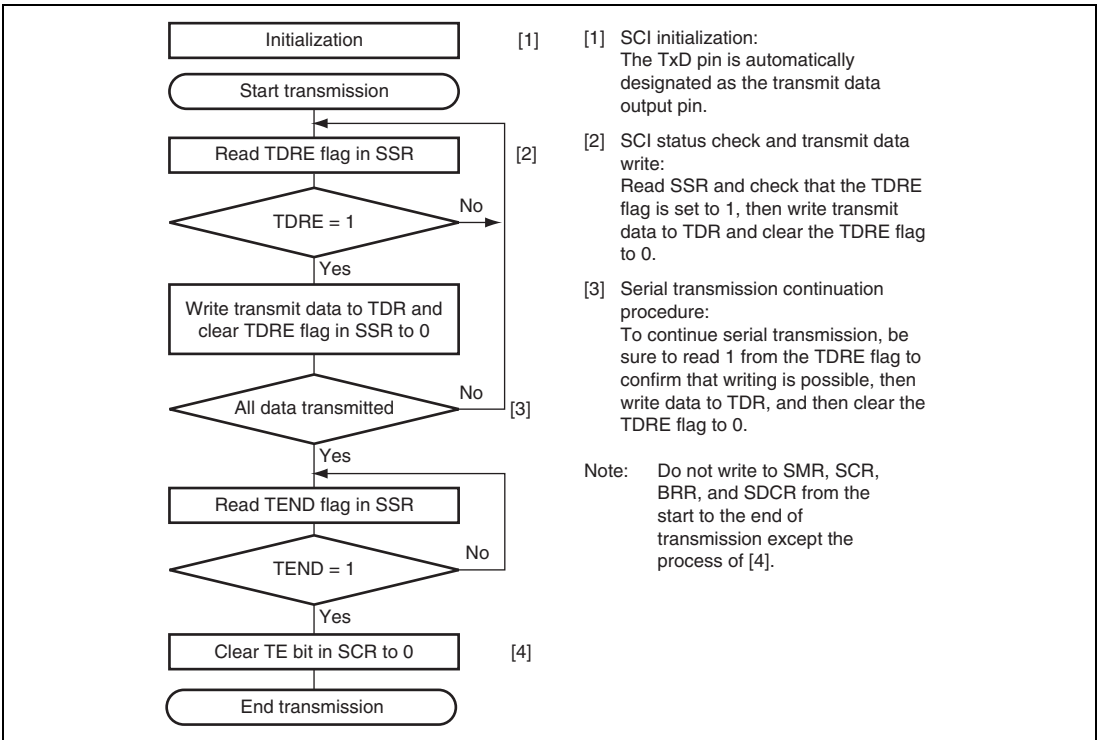 Initialization
[1]
Start transmission
Read TDRE flag in SSR
[2]
No
TDRE = 1
Yes
Write transmit data to TDR and
clear TDRE flag in SSR to 0
No
All data transmitted
[3]
Yes
Read TEND flag in SSR
No
TEND = 1
Yes
Clear TE bit in SCR to 0
[4]
End transmission
[1] SCI initialization:
The TxD pin is automatically
designated as the transmit data
output pin.
[2] SCI status check and transmit data
write:
Read SSR and check that the TDRE
flag is set to 1, then write transmit
data to TDR and clear the TDRE flag
to 0.
[3] Serial transmission continuation
procedure:
To continue serial transmission, be
sure to read 1 from the TDRE flag to
confirm that writing is possible, then
write data to TDR, and then clear the
TDRE flag to 0.
Note: Do not write to SMR, SCR,
BRR, and SDCR from the
start to the end of
transmission except the
process of [4].